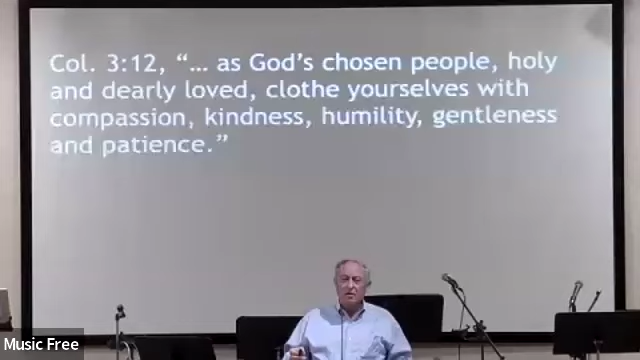 Col. 3:12, “... as God’s chosen people, holy
and dearly loved, clothe yourselves with
compassion, kindness, humility, gentleness
and patience.”
Music Free